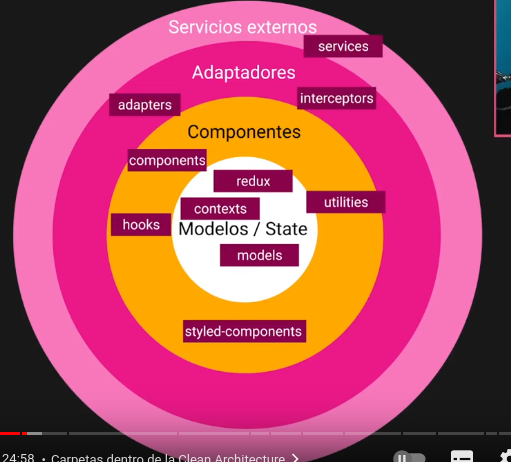 Servicios externos
services
Adaptadores
adapters
interceptors
Componentes
components
redux
contexts
utilities
hooks
Modelos / State
models
styled-components
24:58 • Carpetas dentro de la Clean Architecture